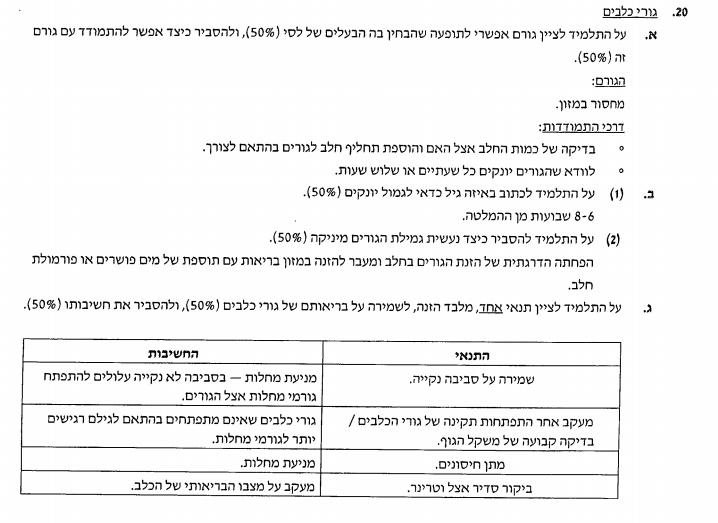 20. גורי כלבים
א. על התלמיד לציין גורם אפשרי לתופעה שהבחין בה הבעלים של לסי (50%), ולהסביר כיצד אפשר להתמודד עם גורם
זה (50%).
הגורם:
מחסור במזון.
דרכי התמודדות:
° בדיקה של כמות החלב אצל האם והוספת תחליף חלב לגורים בהתאם לצורך.
° לוודא שהגורים יונקים כל שעתיים או שלוש שעות.
ב. (1) על התלמיד לכתוב באיזה גיל כדאי לגמול יונקים (50%).
8-6 שבועות מן ההמלטה.
(2) על התלמיד להסביר כיצד נעשית גמילת הגורים מיניקה (50%).
הפחתה הדרגתית של הזנת הגורים בחלב ומעבר להזנה במזון בריאות עם תוספת של מים פושרים או פורמולת
חלב.
ג. על התלמיד לציין תנאי אחד, מלבד הזנה, לשמירה על בריאותם של גורי כלבים (50%), ולהסביר את חשיבותו (50%).
התנאי | החשיבות
שמירה על סביבה נקייה. | מניעת מחלות — בסביבה לא נקייה עלולים להתפתח
גורמי מחלות אצל הגורים.
מעקב אחר התפתחות תקינה של גורי הכלבים / | גורי כלבים שאינם מתפתחים בהתאם לגילם רגישים
בדיקה קבועה של משקל הגוף. | יותר לגורמי מחלות.
מתן חיסונים. | מניעת מחלות.
ביקור סדיר אצל וטרינר. | מעקב על מצבו הבריאותי של הכלב.